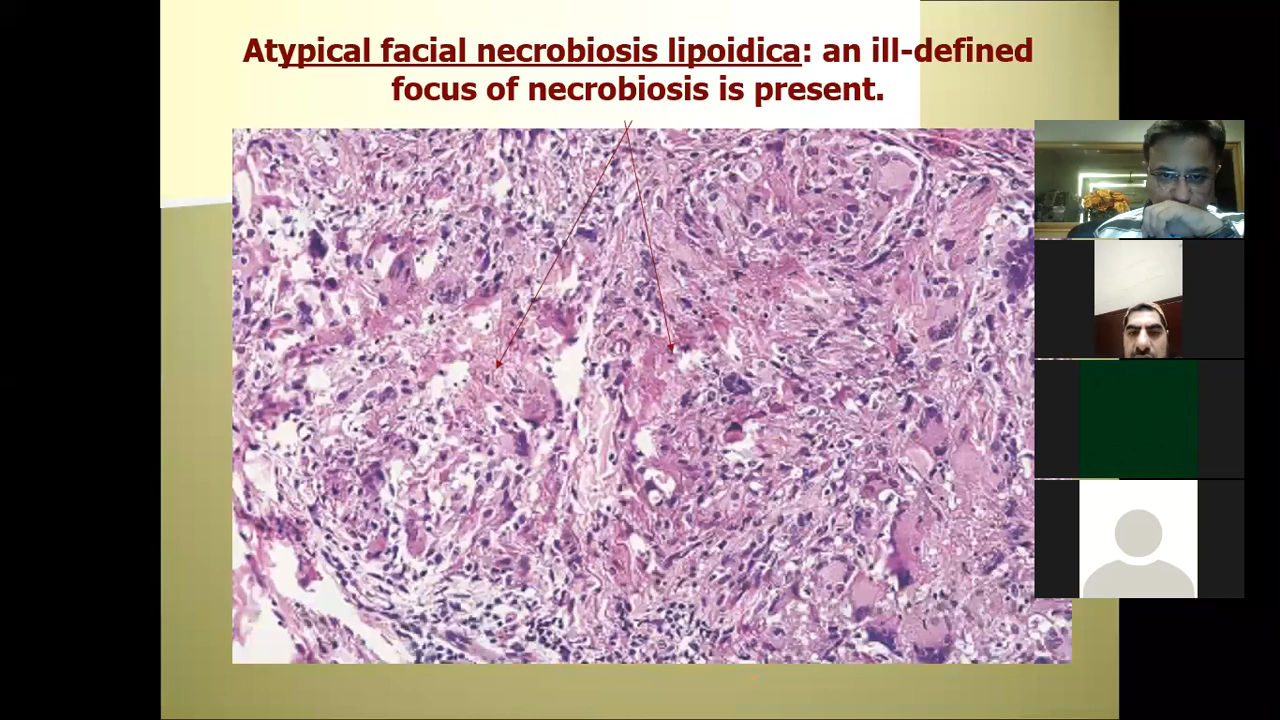 Atypical facial necrobiosis lipoidica: an ill-defined
focus of necrobiosis is present.